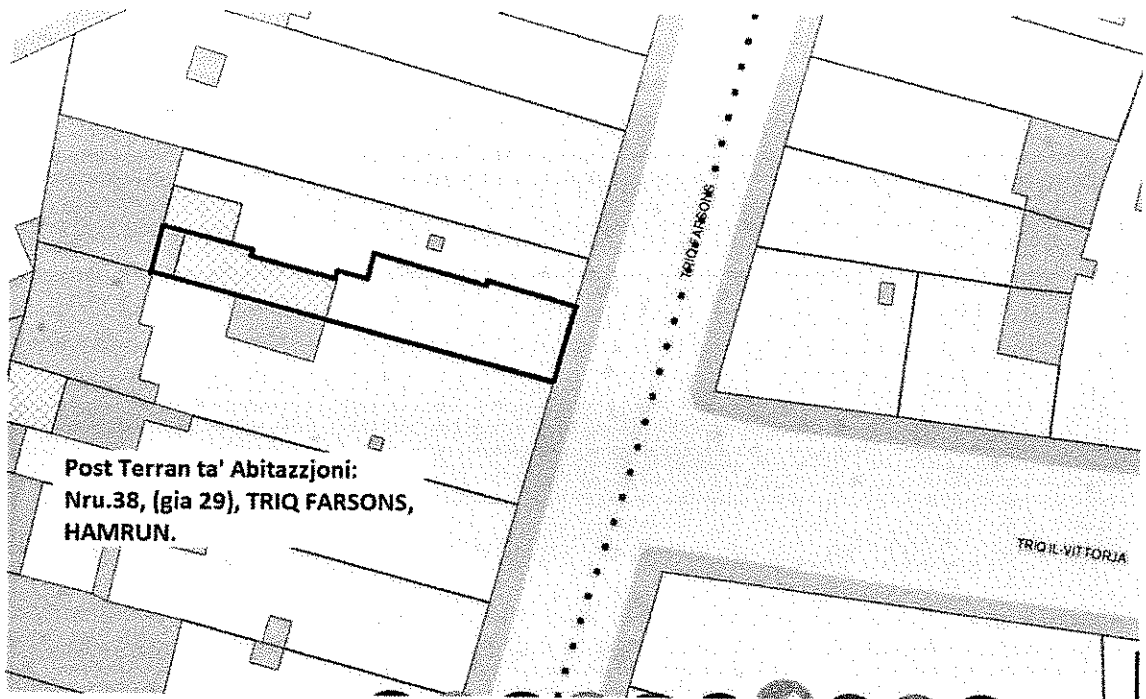 TRIQ FARSONS
Post Terran ta' Abitazzjoni:
Nru.38, (gia 29), TRIQ FARSONS,
HAMRUN.
TRIQ IL-VITTORJA